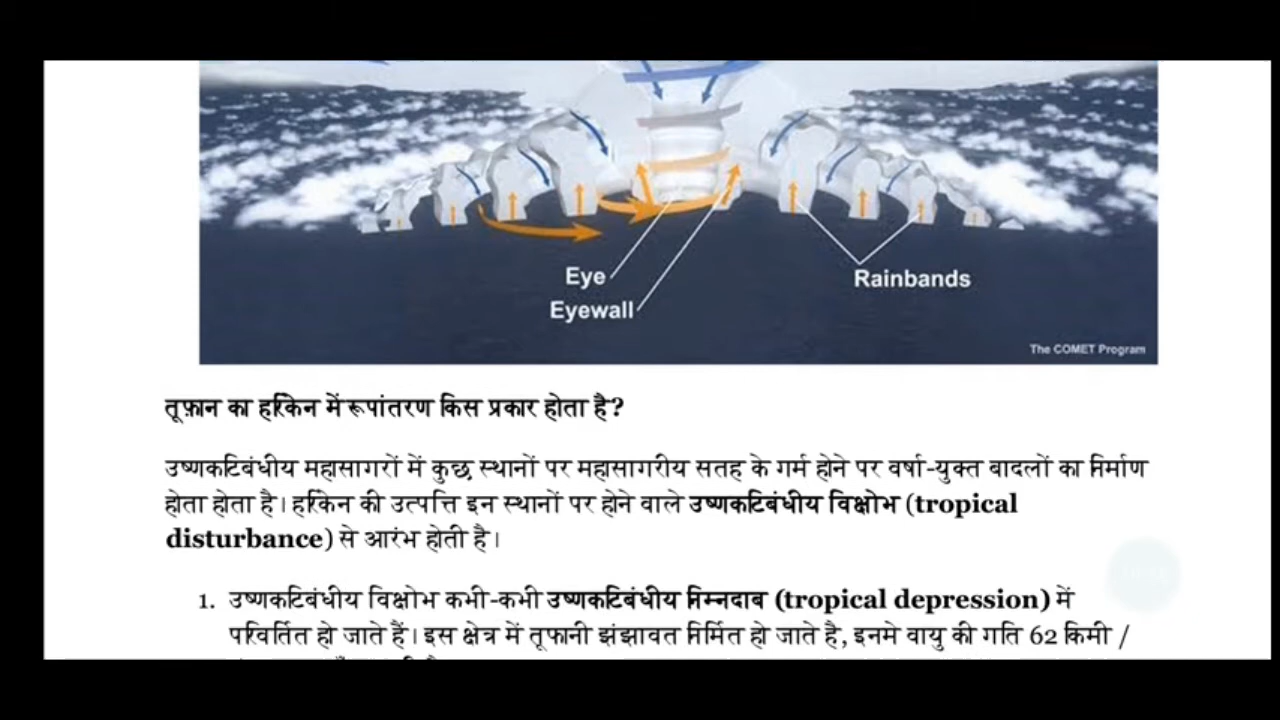 Eye
Eyewall
Rainbands
The COMET Program
तूफ़ान का हरिकेन में रूपांतरण किस प्रकार होता है?
उष्णकटिबंधीय महासागरों में कुछ स्थानों पर महासागरीय सतह के गर्म होने पर वर्षा-युक्त बादलों का निर्माण
होता होता है। हरिकेन की उत्पत्ति इन स्थानों पर होने वाले उष्णकटिबंधीय विक्षोभ (tropical
disturbance) से आरंभ होती है।
1. उष्णकटिबंधीय विक्षोभ कभी-कभी उष्णकटिबंधीय निम्नदाब (tropical depression) में
परिवर्तित हो जाते हैं। इस क्षेत्र में तूफानी झंझावत निर्मित हो जाते है, इनमे वायु की गति 62 किमी /